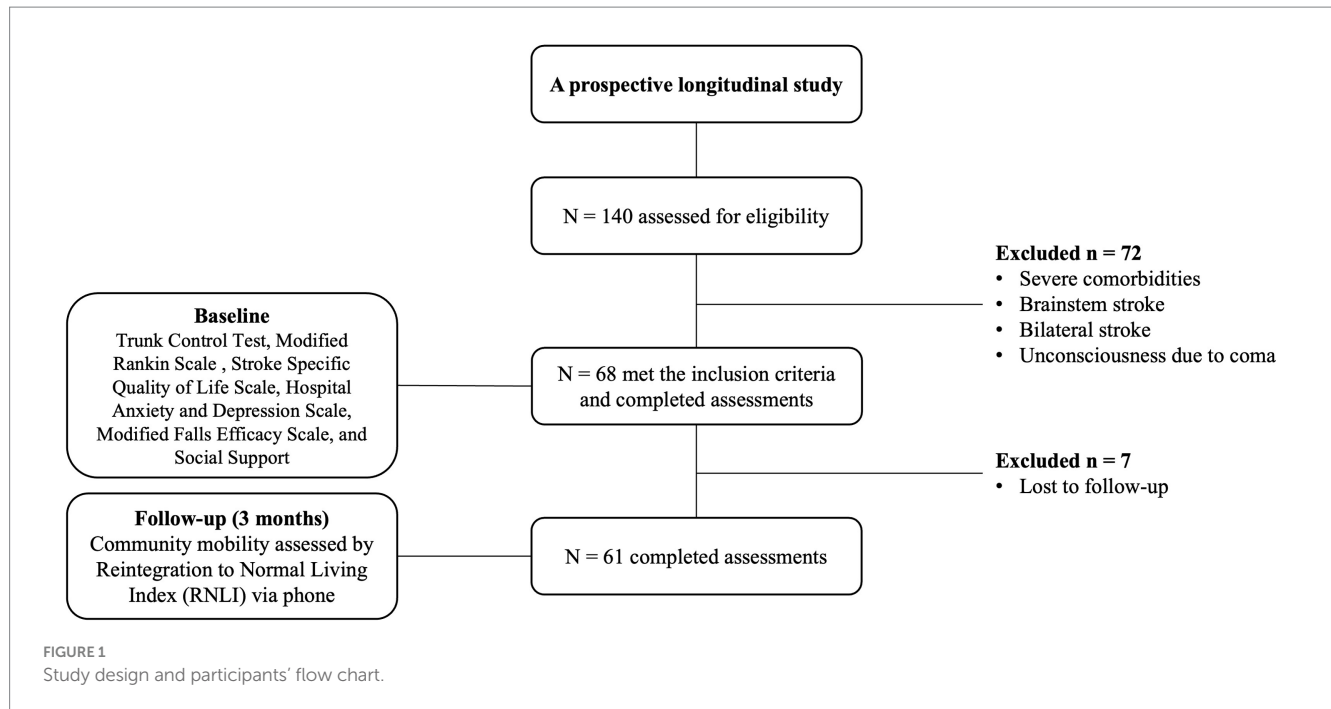 A prospective longitudinal study
N = 140 assessed for eligibility
Excluded n = 72
• Severe comorbidities
• Brainstem stroke
• Bilateral stroke
• Unconsciousness due to coma
Baseline
Trunk Control Test, Modified
Rankin Scale , Stroke Specific
Quality of Life Scale, Hospital
Anxiety and Depression Scale,
Modified Falls Efficacy Scale, and
Social Support
N = 68 met the inclusion criteria
and completed assessments
Excluded n = 7
• Lost to follow-up
Follow-up (3 months)
Community mobility assessed by
Reintegration to Normal Living
Index (RNLI) via phone
N = 61 completed assessments
FIGURE 1
Study design and participants’ flow chart.